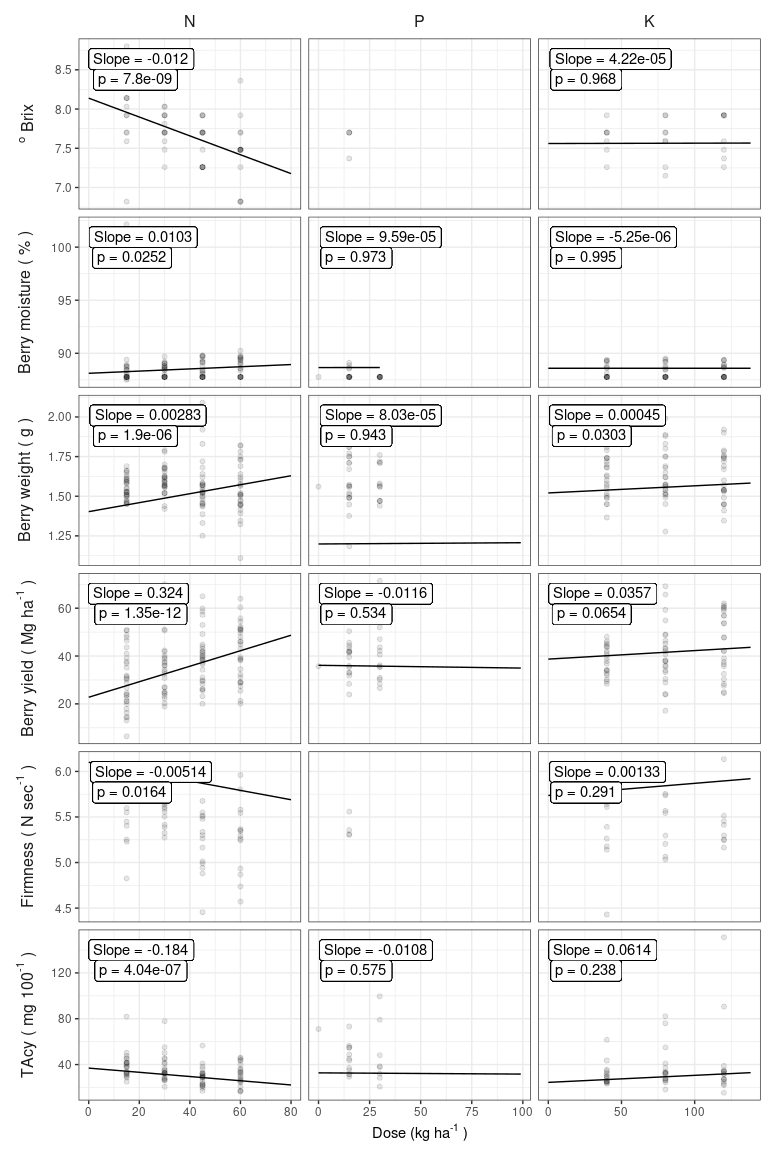 N P K
º Brix
8.5
8.0
7.5
7.0
Slope = -0.012
p = 7.8e-09
Slope = 4.22e-05
p = 0.968
Berry moisture ( % )
100
95
90
Slope = 0.0103
p = 0.0252
Slope = 9.59e-05
p = 0.973
Slope = -5.25e-06
p = 0.995
Berry weight ( g )
2.00
1.75
1.50
1.25
Slope = 0.00283
p = 1.9e-06
Slope = 8.03e-05
p = 0.943
Slope = 0.00045
p = 0.0303
Berry yield ( Mg ha⁻¹ )
60
40
20
Slope = 0.324
p = 1.35e-12
Slope = -0.0116
p = 0.534
Slope = 0.0357
p = 0.0654
Firmness ( N sec⁻¹ )
6.0
5.5
5.0
4.5
Slope = -0.00514
p = 0.0164
Slope = 0.00133
p = 0.291
TAcy ( mg 100⁻¹ )
120
80
40
Slope = -0.184
p = 4.04e-07
Slope = -0.0108
p = 0.575
Slope = 0.0614
p = 0.238
0 20 40 60 80 0 25 50 75 100 0 50 100
Dose (kg ha⁻¹ )